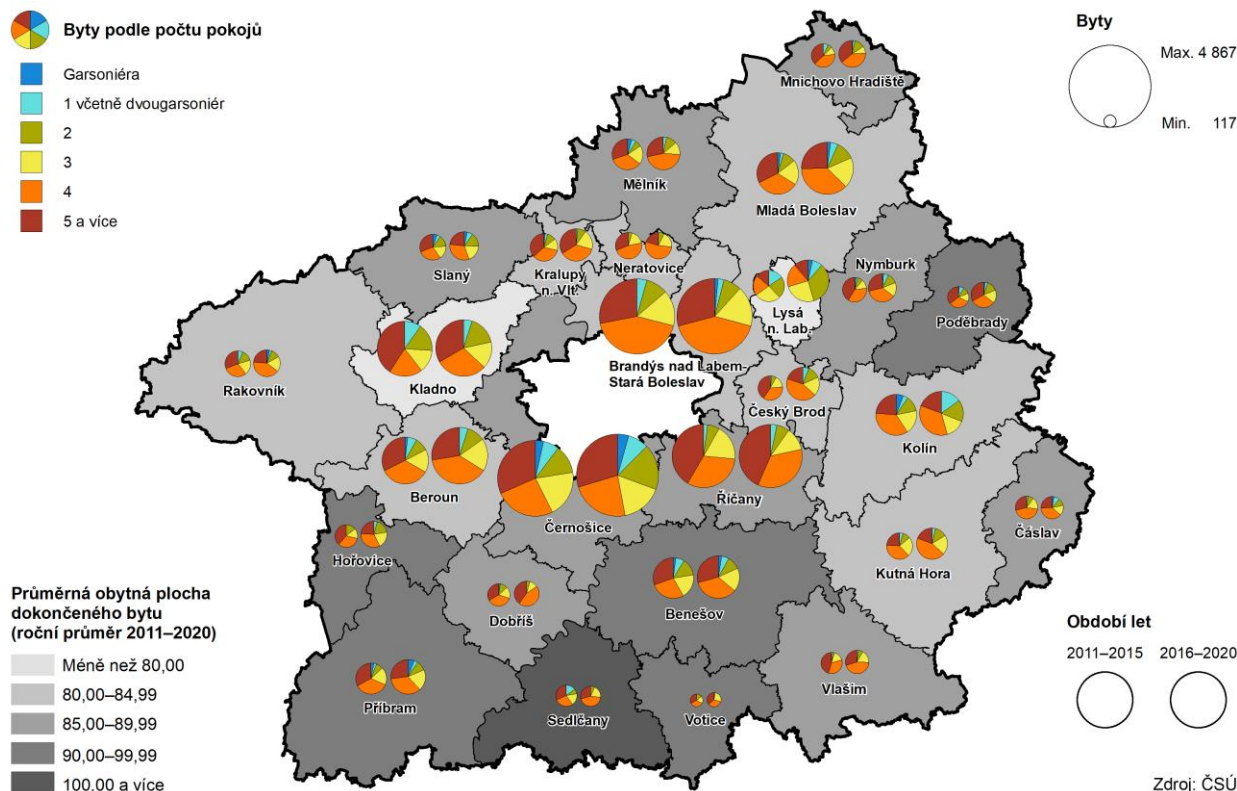 Byty podle počtu pokojů
Garsoniéra
1 včetně dvougarsoniér
2
3
4
5 a více
Byty
Max. 4 867
Min. 117
Mnichovo Hradiště
Mělník
Mladá Boleslav
Slaný
Kralupy
n. Vlt.
Neratovice
Nymburk
Lysá
n. Lab.
Poděbrady
Rakovník
Kladno
Brandýs nad Labem-
Stará Boleslav
Český Brod
Kolín
Beroun
Černošice
Říčany
Hořovice
Čáslav
Kutná Hora
Dobříš
Benešov
Příbram
Sedlčany
Votice
Vlašim
Průměrná obytná plocha
dokončeného bytu
(roční průměr 2011–2020)
Méně než 80,00
80,00–84,99
85,00–89,99
90,00–99,99
100,00 a více
Období let
2011–2015 2016–2020
Zdroj: ČSÚ